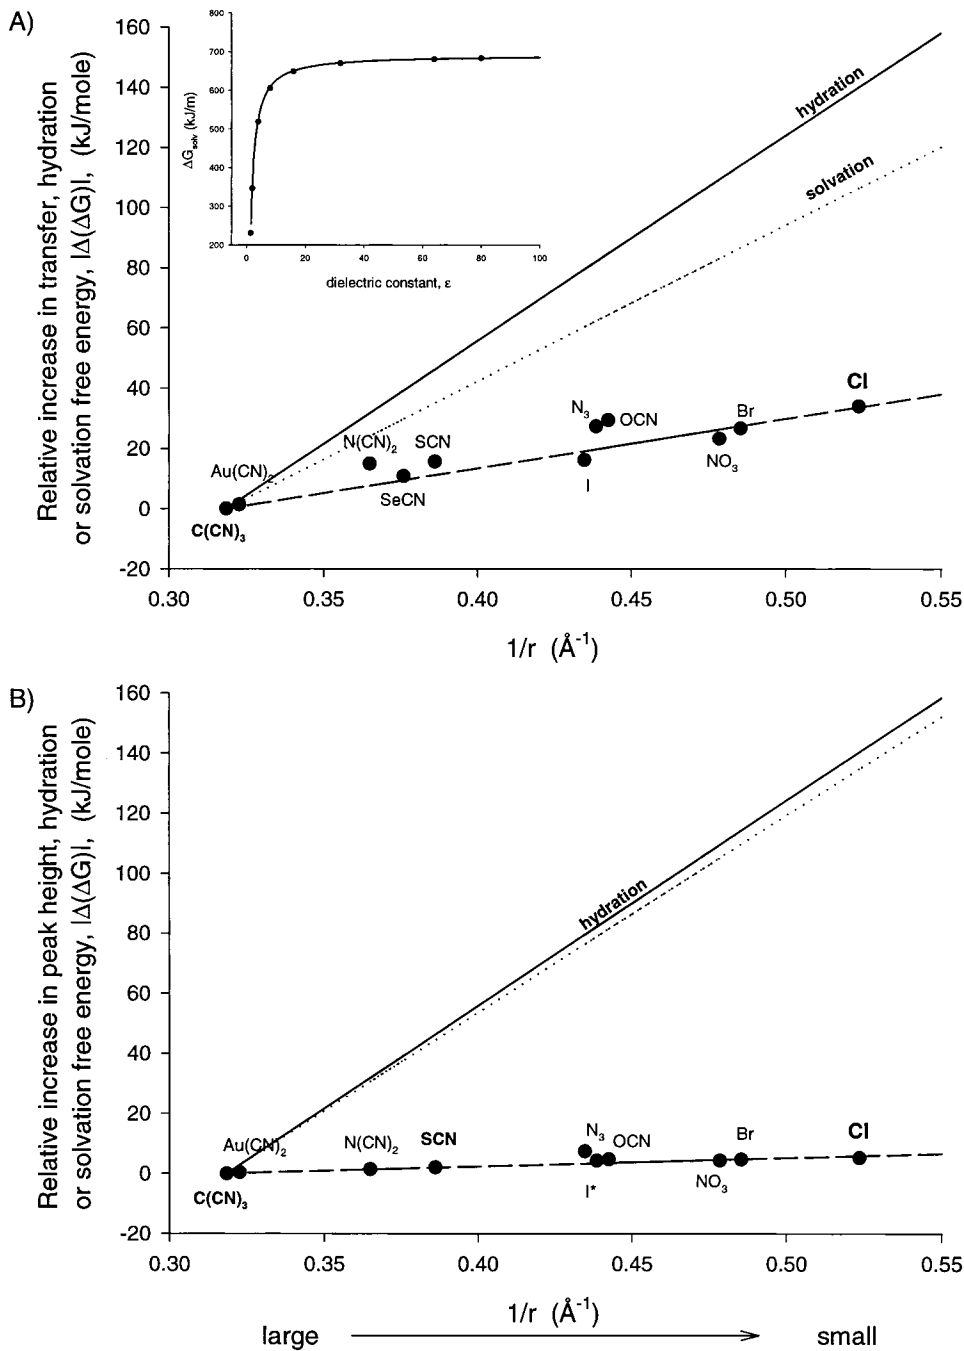 A)
Relative increase in transfer, hydration
or solvation free energy, |Δ(ΔG)|, (kJ/mole)
160
140
120
100
80
60
40
20
0
-20
0.30
0.35
0.40
0.45
0.50
0.55
1/r (Å⁻¹)
ΔG_solv (kJ/m)
800
700
600
500
400
300
200
0
20
40
60
80
100
dielectric constant, ε
hydration
solvation
C(CN)₃
Au(CN)₂
N(CN)₂
SeCN
SCN
N₃
OCN
I
NO₃
Br
Cl
B)
Relative increase in peak height, hydration
or solvation free energy, |Δ(ΔG)|, (kJ/mole)
160
140
120
100
80
60
40
20
0
-20
0.30
0.35
0.40
0.45
0.50
0.55
hydration
C(CN)₃
Au(CN)₂
N(CN)₂
SCN
N₃
I*
OCN
NO₃
Br
Cl
1/r (Å⁻¹)
large
small